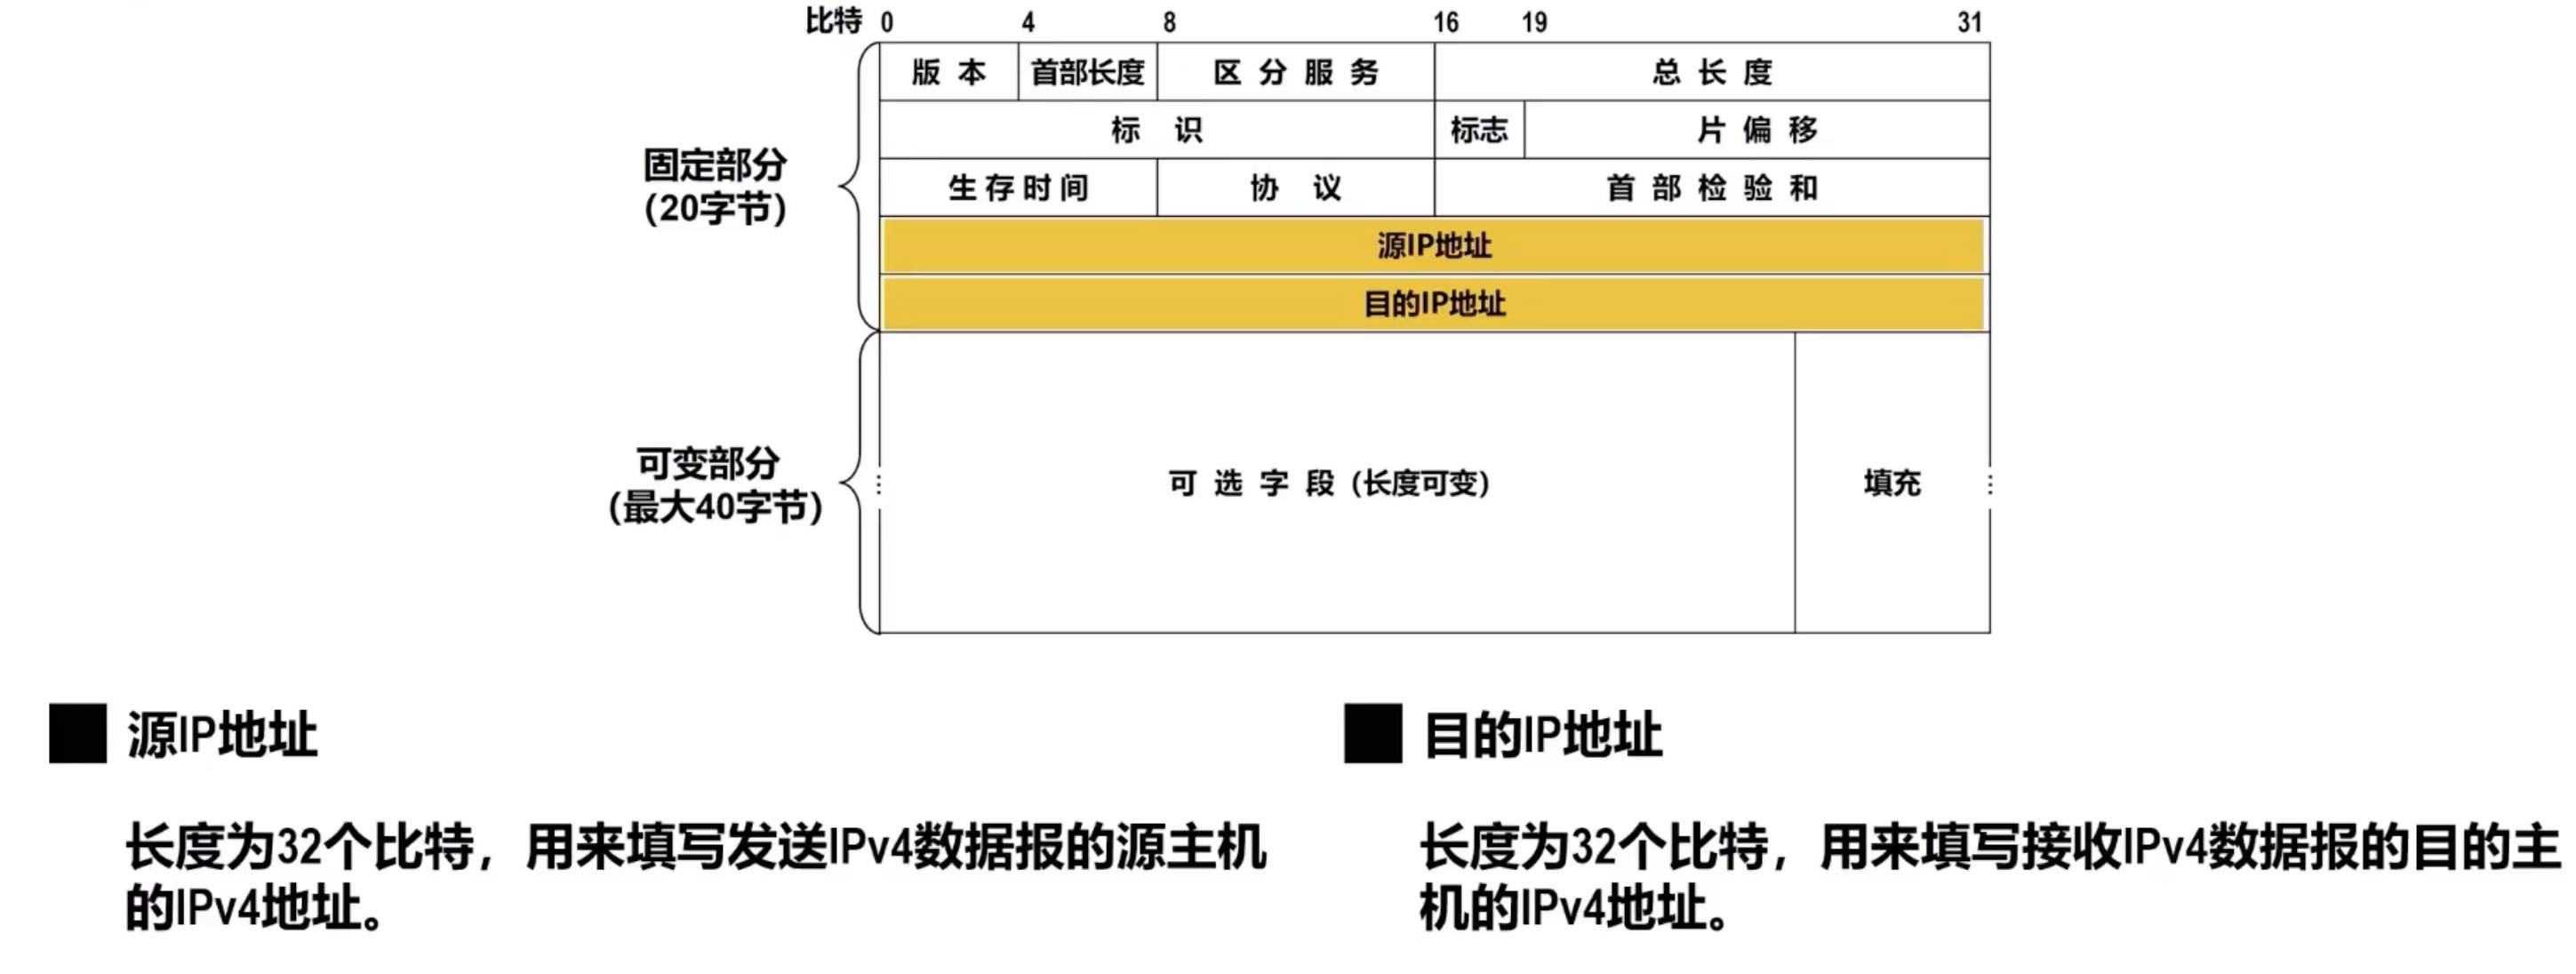 比特 0 4 8 16 19 31
版 本 首部长度 区 分 服 务 总 长 度
标 识 标志 片 偏 移
固定部分
(20字节)
生 存 时 间 协 议 首 部 检 验 和
源IP地址
目的IP地址
可变部分
(最大40字节)
可 选 字 段 (长度可变) 填充
源IP地址
长度为32个比特，用来填写发送IPv4数据报的源主机
的IPv4地址。
目的IP地址
长度为32个比特，用来填写接收IPv4数据报的目的主
机的IPv4地址。